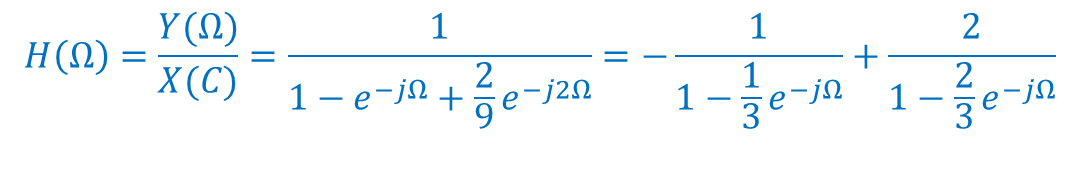 H(Ω) = Y(Ω)/X(C) = 1/(1 − e^{−jΩ} + 2/9 e^{−j2Ω}) = − 1/(1 − 1/3 e^{−jΩ}) + 2/(1 − 2/3 e^{−jΩ})